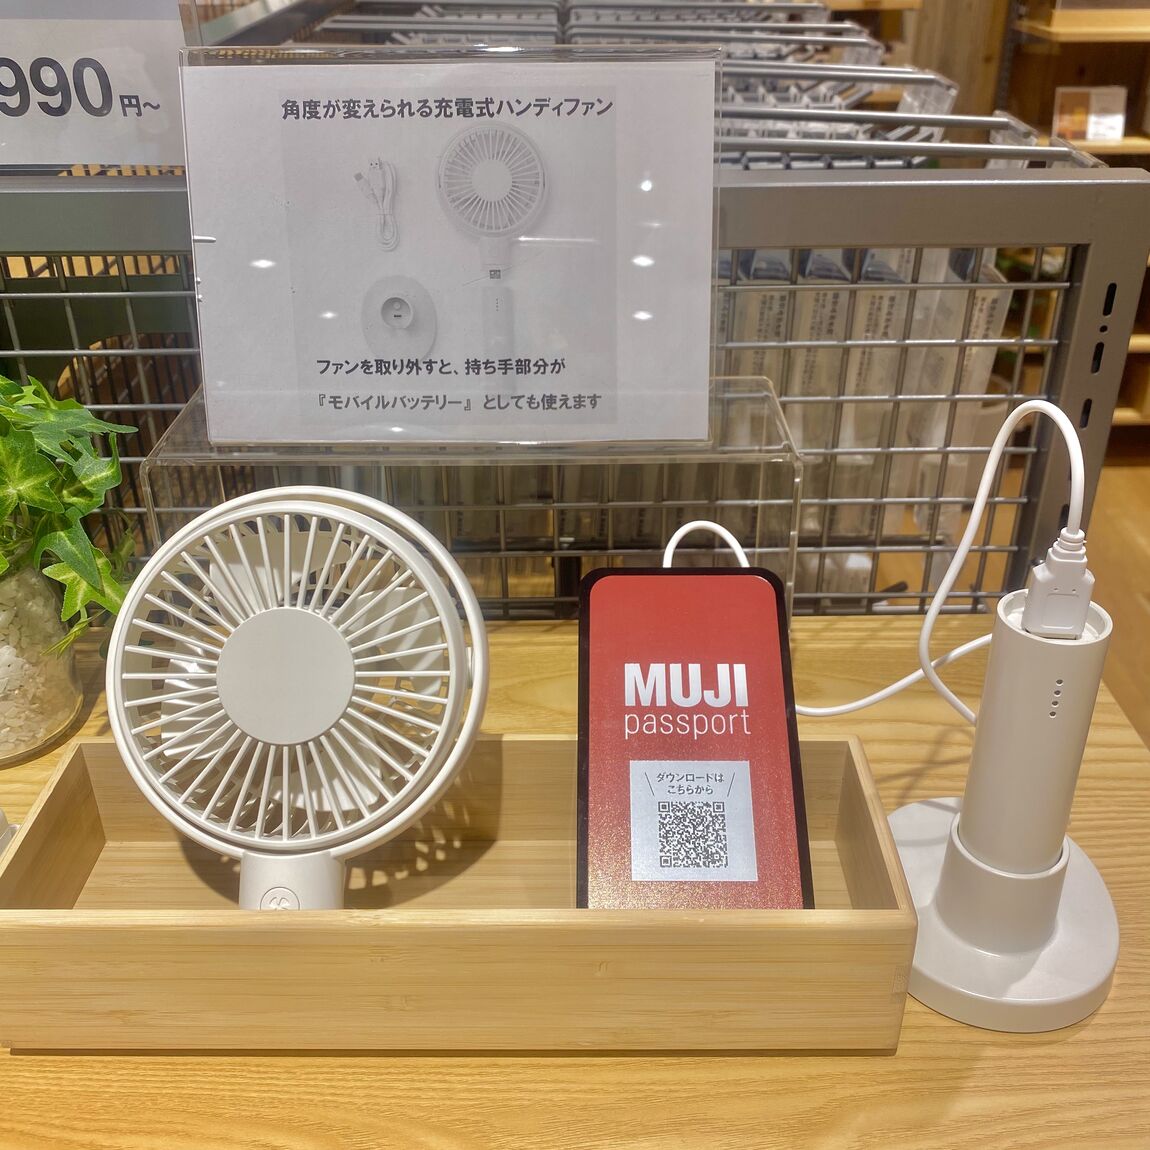 990円~
角度が変えられる充電式ハンディファン
ファンを取り外すと、持ち手部分が
『モバイルバッテリー』としても使えます
MUJI
passport
ダウンロードは
こちらから